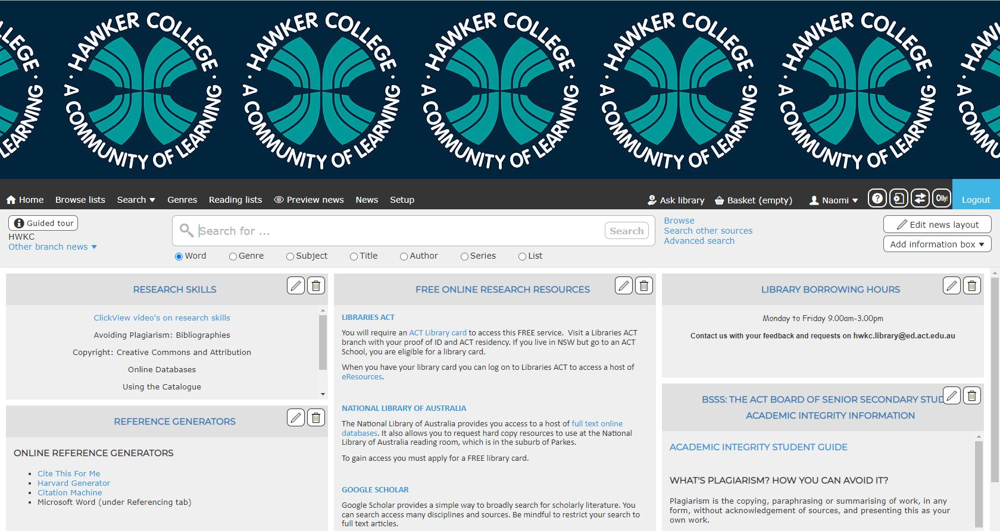 HAWKER COLLEGE · A COMMUNITY OF LEARNING ·
HAWKER COLLEGE · A COMMUNITY OF LEARNING ·
HAWKER COLLEGE · A COMMUNITY OF LEARNING ·
HAWKER COLLEGE · A COMMUNITY OF LEARNING ·
HAWKER COLLEGE · A COMMUNITY OF LEARNING ·
Home Browse lists Search Genres Reading lists Preview news News Setup Ask library Basket (empty) Naomi Olly! Logout
Guided tour
HWKC
Other branch news
Search for ... Search
Word Genre Subject Title Author Series List
Browse
Search other sources
Advanced search
Edit news layout
Add information box
RESEARCH SKILLS
ClickView video's on research skills
Avoiding Plagiarism: Bibliographies
Copyright: Creative Commons and Attribution
Online Databases
Using the Catalogue
REFERENCE GENERATORS
ONLINE REFERENCE GENERATORS
• Cite This For Me
• Harvard Generator
• Citation Machine
• Microsoft Word (under Referencing tab)
FREE ONLINE RESEARCH RESOURCES
LIBRARIES ACT
You will require an ACT Library card to access this FREE service. Visit a Libraries ACT
branch with your proof of ID and ACT residency. If you live in NSW but go to an ACT
School, you are eligible for a library card.
When you have your library card you can log on to Libraries ACT to access a host of
eResources.
NATIONAL LIBRARY OF AUSTRALIA
The National Library of Australia provides you access to a host of full text online
databases. It also allows you to request hard copy resources to use at the National
Library of Australia reading room, which is in the suburb of Parkes.
To gain access you must apply for a FREE library card.
GOOGLE SCHOLAR
Google Scholar provides a simple way to broadly search for scholarly literature. You
can search access many disciplines and sources. Be mindful to restrict your search to
full text articles.
LIBRARY BORROWING HOURS
Monday to Friday 9.00am-3.00pm
Contact us with your feedback and requests on hwkc.library@ed.act.edu.au
BSSS: THE ACT BOARD OF SENIOR SECONDARY STUD
ACADEMIC INTEGRITY INFORMATION
ACADEMIC INTEGRITY STUDENT GUIDE
WHAT'S PLAGIARISM? HOW YOU CAN AVOID IT?
Plagiarism is the copying, paraphrasing or summarising of work, in any
form, without acknowledgement of sources, and presenting this as your
own work.